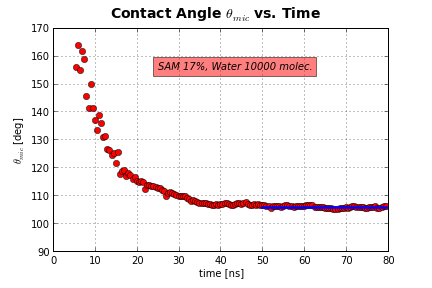 Contact Angle θmic vs. Time
170
160
150
140
130
120
110
100
90
θmic [deg]
SAM 17%, Water 10000 molec.
0 10 20 30 40 50 60 70 80
time [ns]